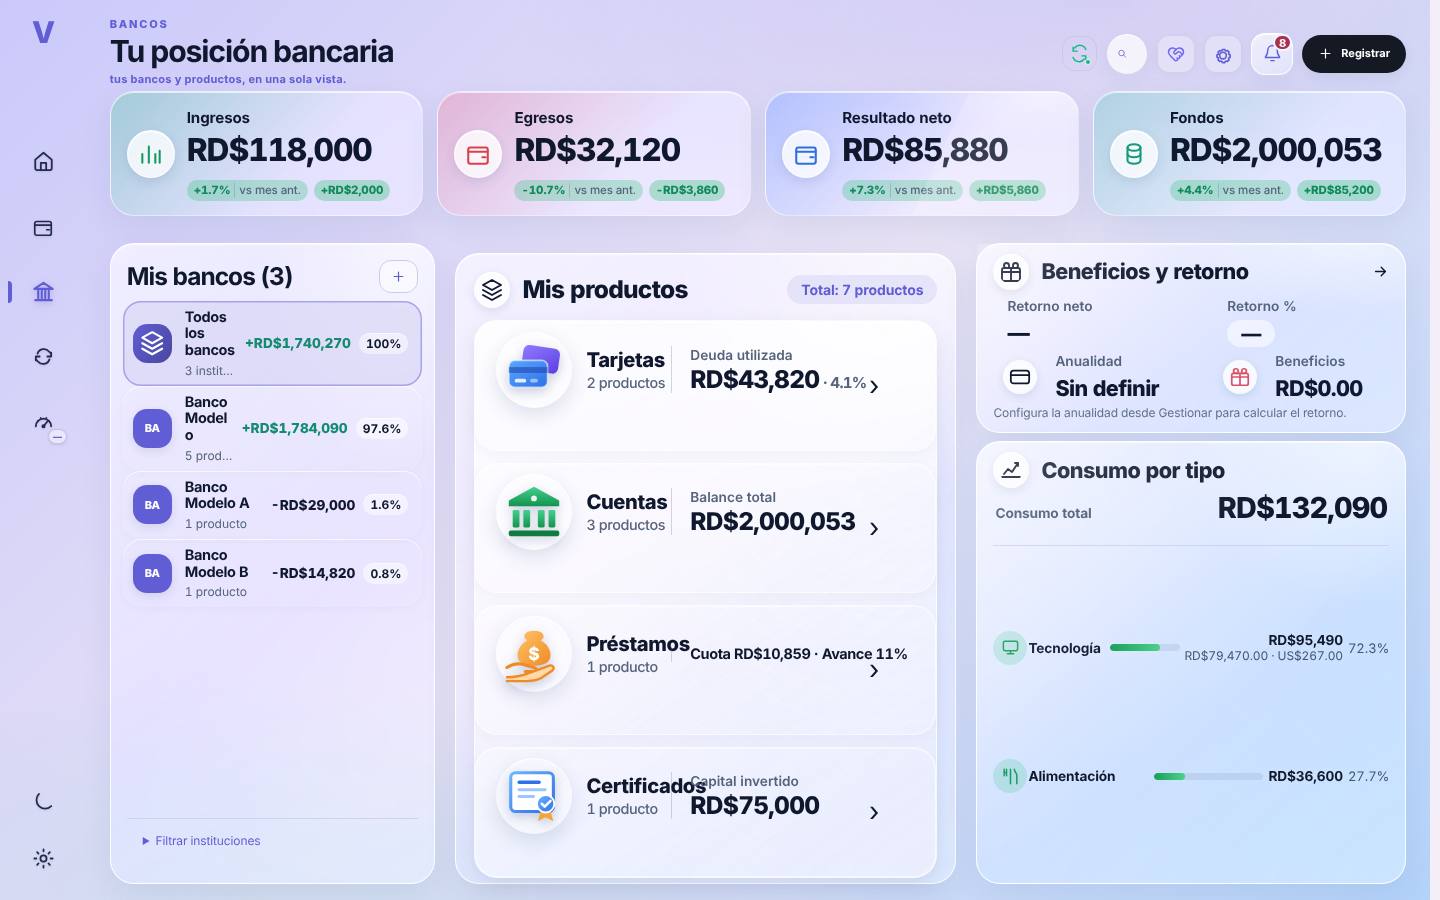 V
BANCOS
Tu posición bancaria
tus bancos y productos, en una sola vista.
8
+ Registrar
Ingresos
RD$118,000
+1.7% | vs mes ant. +RD$2,000
Egresos
RD$32,120
-10.7% | vs mes ant. -RD$3,860
Resultado neto
RD$85,880
+7.3% | vs mes ant. +RD$5,860
Fondos
RD$2,000,053
+4.4% | vs mes ant. +RD$85,200
Mis bancos (3)
+
Todos
los
bancos
3 instit...
+RD$1,740,270 100%
BA
Banco
Model
o
5 prod...
+RD$1,784,090 97.6%
BA
Banco
Modelo A
1 producto
-RD$29,000 1.6%
BA
Banco
Modelo B
1 producto
-RD$14,820 0.8%
Filtrar instituciones
Mis productos
Total: 7 productos
Tarjetas
2 productos
Deuda utilizada
RD$43,820 · 4.1%
Cuentas
3 productos
Balance total
RD$2,000,053
$
Préstamos
1 producto
Cuota RD$10,859 · Avance 11%
Certificados
1 producto
Capital invertido
RD$75,000
Beneficios y retorno
Retorno neto
—
Retorno %
—
Anualidad
Sin definir
Beneficios
RD$0.00
Configura la anualidad desde Gestionar para calcular el retorno.
Consumo por tipo
Consumo total
RD$132,090
Tecnología
RD$95,490
RD$79,470.00 · US$267.00
72.3%
Alimentación
RD$36,600 27.7%